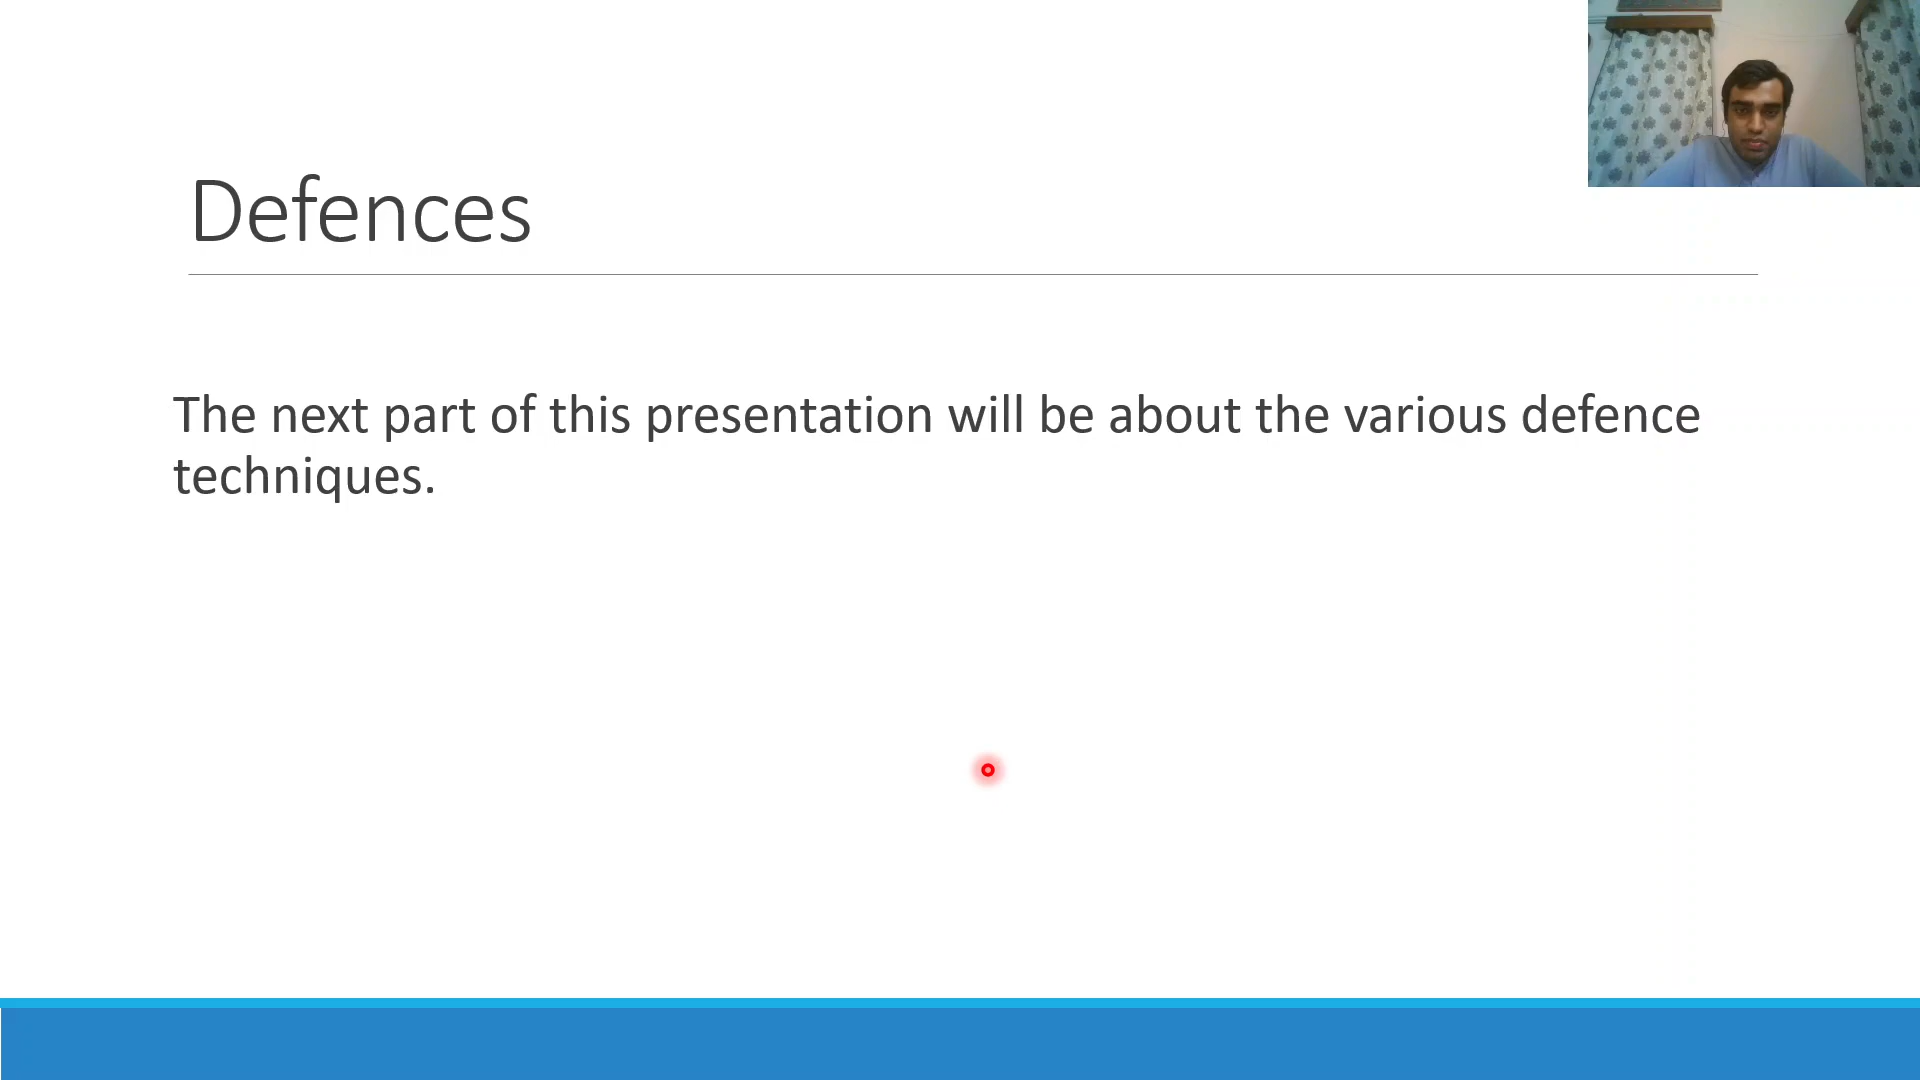 Defences
The next part of this presentation will be about the various defence
techniques.